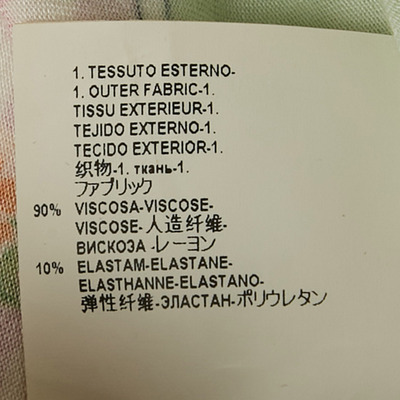 1. TESSUTO ESTERNO-
1. OUTER FABRIC-1.
TISSU EXTERIEUR-1.
TEJIDO EXTERNO-1.
TECIDO EXTERIOR-1.
织物-1. ткань-1.
ファブリック
90% VISCOSA-VISCOSE-
VISCOSE-人造纤维-
ВИСКОЗА-レーヨン
10% ELASTAM-ELASTANE-
ELASTHANNE-ELASTANO-
弹性纤维-ЭЛАСТАН-ポリウレタン